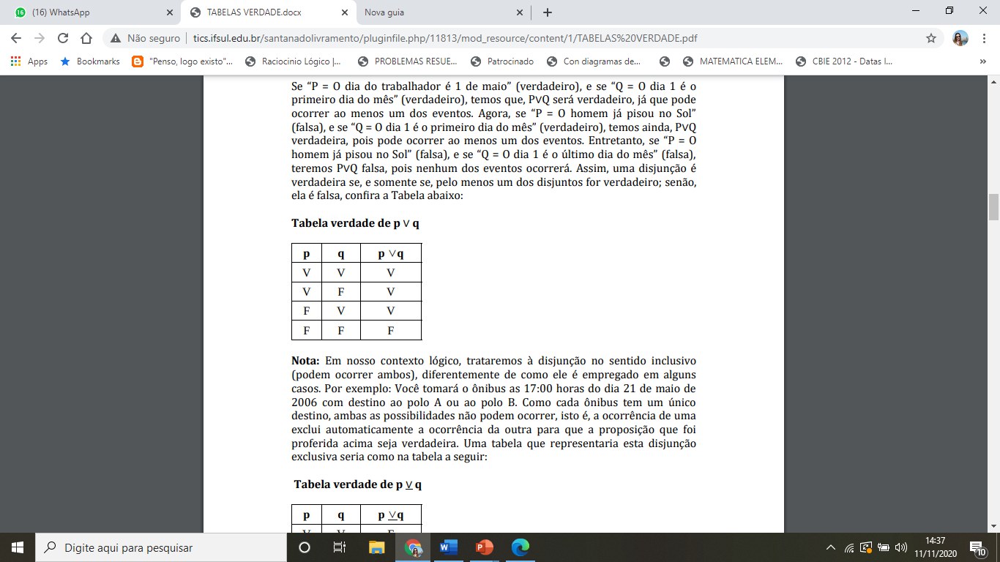 (16) WhatsApp
TABELAS VERDADE.docx
Nova guia
Não seguro | tics.ifsul.edu.br/santanadolivramento/pluginfile.php/11813/mod_resource/content/1/TABELAS%20VERDADE.pdf
Apps
Bookmarks
"Penso, logo existo"...
Raciocinio Lógico |...
PROBLEMAS RESUE...
Patrocinado
Con diagramas de...
MATEMATICA ELEM...
CBIE 2012 - Datas I...
»
Se “P = O dia do trabalhador é 1 de maio” (verdadeiro), e se “Q = O dia 1 é o
primeiro dia do mês” (verdadeiro), temos que, P∨Q será verdadeiro, já que pode
ocorrer ao menos um dos eventos. Agora, se “P = O homem já pisou no Sol”
(falsa), e se “Q = O dia 1 é o primeiro dia do mês” (verdadeiro), temos ainda, P∨Q
verdadeira, pois pode ocorrer ao menos um dos eventos. Entretanto, se “P = O
homem já pisou no Sol” (falsa), e se “Q = O dia 1 é o último dia do mês” (falsa),
teremos P∨Q falsa, pois nenhum dos eventos ocorrerá. Assim, uma disjunção é
verdadeira se, e somente se, pelo menos um dos disjuntos for verdadeiro; senão,
ela é falsa, confira a Tabela abaixo:
Tabela verdade de p ∨ q
p q p ∨q
V V V
V F V
F V V
F F F
Nota: Em nosso contexto lógico, trataremos à disjunção no sentido inclusivo
(podem ocorrer ambos), diferentemente de como ele é empregado em alguns
casos. Por exemplo: Você tomará o ônibus as 17:00 horas do dia 21 de maio de
2006 com destino ao polo A ou ao polo B. Como cada ônibus tem um único
destino, ambas as possibilidades não podem ocorrer, isto é, a ocorrência de uma
exclui automaticamente a ocorrência da outra para que a proposição que foi
proferida acima seja verdadeira. Uma tabela que representaria esta disjunção
exclusiva seria como na tabela a seguir:
Tabela verdade de p ⊻ q
p q p ⊻q
Digite aqui para pesquisar
14:37
11/11/2020
10